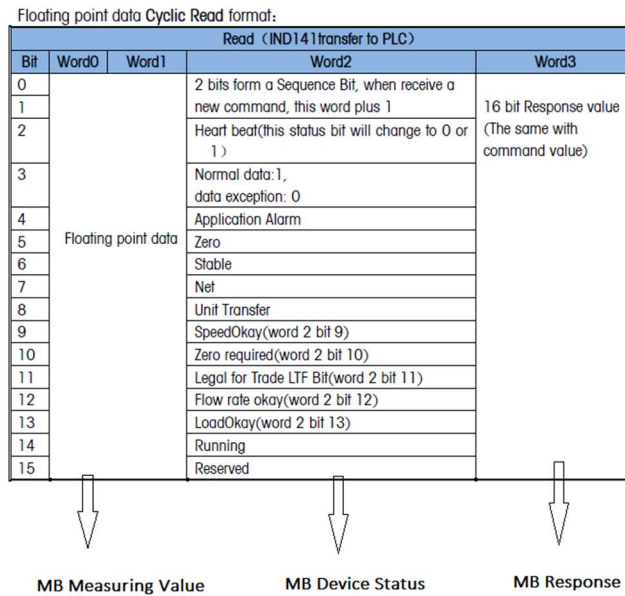 Floating point data Cyclic Read format:
Read（IND141transfer to PLC）
Bit Word0 Word1 Word2 Word3
0 2 bits form a Sequence Bit, when receive a
1 new command, this word plus 1
16 bit Response value
(The same with
command value)
2 Heart beat(this status bit will change to 0 or
1）
3 Normal data:1,
data exception: 0
4 Application Alarm
Floating point data
5 Zero
6 Stable
7 Net
8 Unit Transfer
9 SpeedOkay(word 2 bit 9)
10 Zero required(word 2 bit 10)
11 Legal for Trade LTF Bit(word 2 bit 11)
12 Flow rate okay(word 2 bit 12)
13 LoadOkay(word 2 bit 13)
14 Running
15 Reserved
MB Measuring Value MB Device Status MB Response